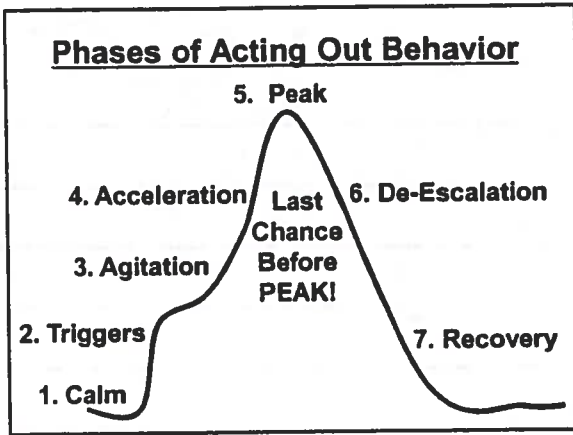 Phases of Acting Out Behavior
5. Peak
4. Acceleration
6. De-Escalation
Last
Chance
Before
PEAK!
3. Agitation
2. Triggers
7. Recovery
1. Calm